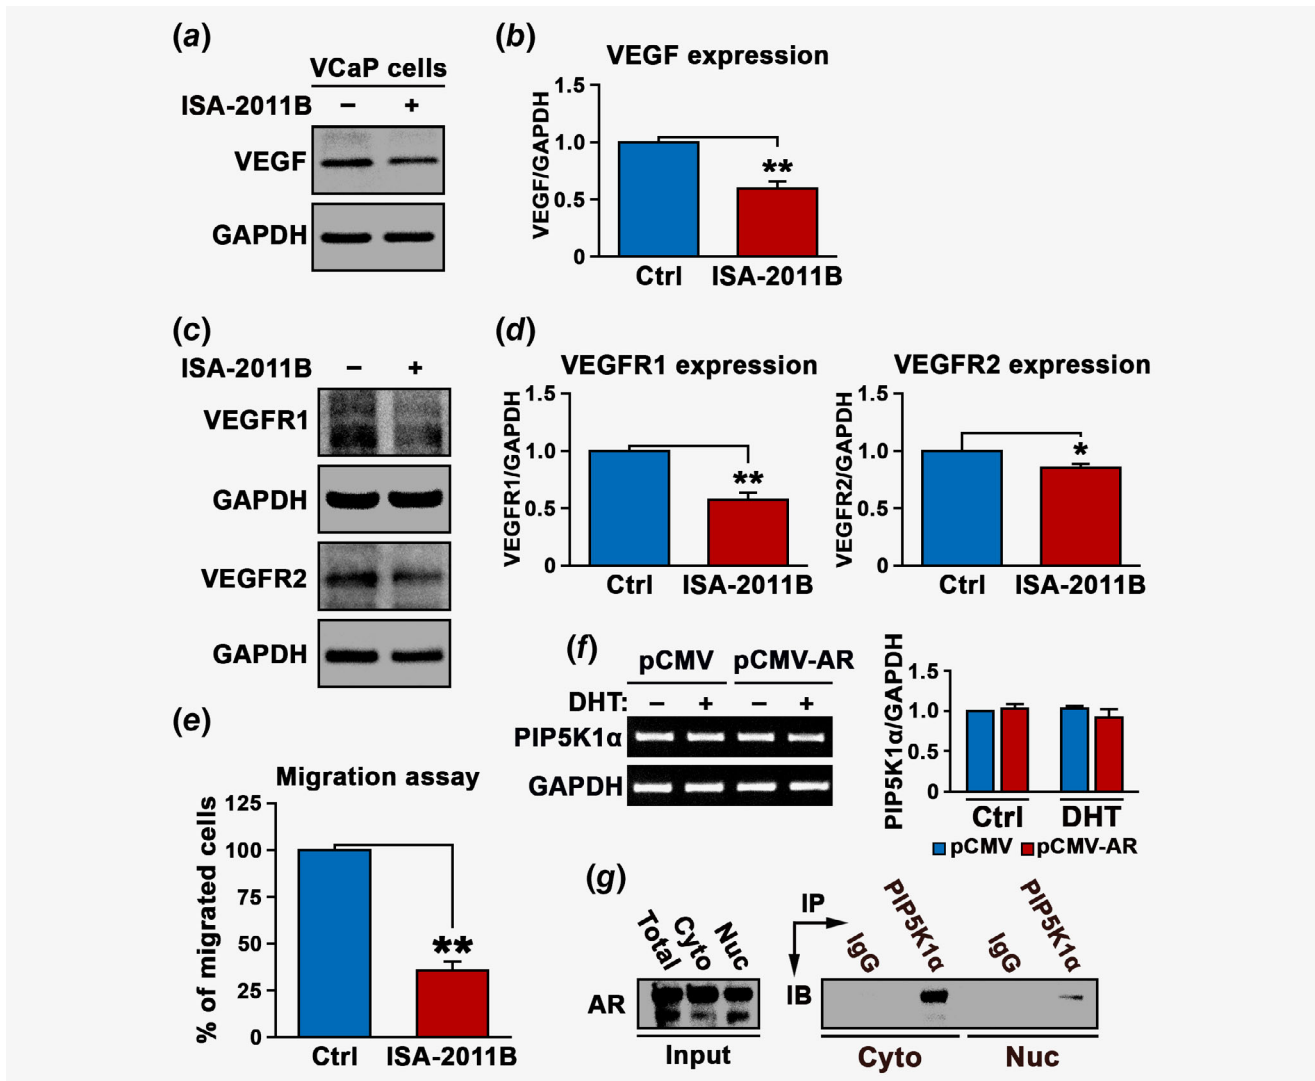 (a)
VCaP cells
ISA-2011B – +
VEGF
GAPDH
(b)
VEGF expression
VEGF/GAPDH
1.5
1.0
0.5
0
**
Ctrl ISA-2011B
(c)
ISA-2011B – +
VEGFR1
GAPDH
VEGFR2
GAPDH
(d)
VEGFR1 expression
VEGFR1/GAPDH
1.5
1.0
0.5
0
**
Ctrl ISA-2011B
VEGFR2 expression
VEGFR2/GAPDH
1.5
1.0
0.5
0
*
Ctrl ISA-2011B
(e)
Migration assay
% of migrated cells
125
100
75
50
25
0
**
Ctrl ISA-2011B
(f)
pCMV pCMV-AR
DHT: – + – +
PIP5K1α
GAPDH
PIP5K1α/GAPDH
1.5
1.0
0.5
0
Ctrl DHT
pCMV pCMV-AR
(g)
Total Cyto Nuc
AR
Input
IP
IB
IgG PIP5K1α IgG PIP5K1α
Cyto Nuc